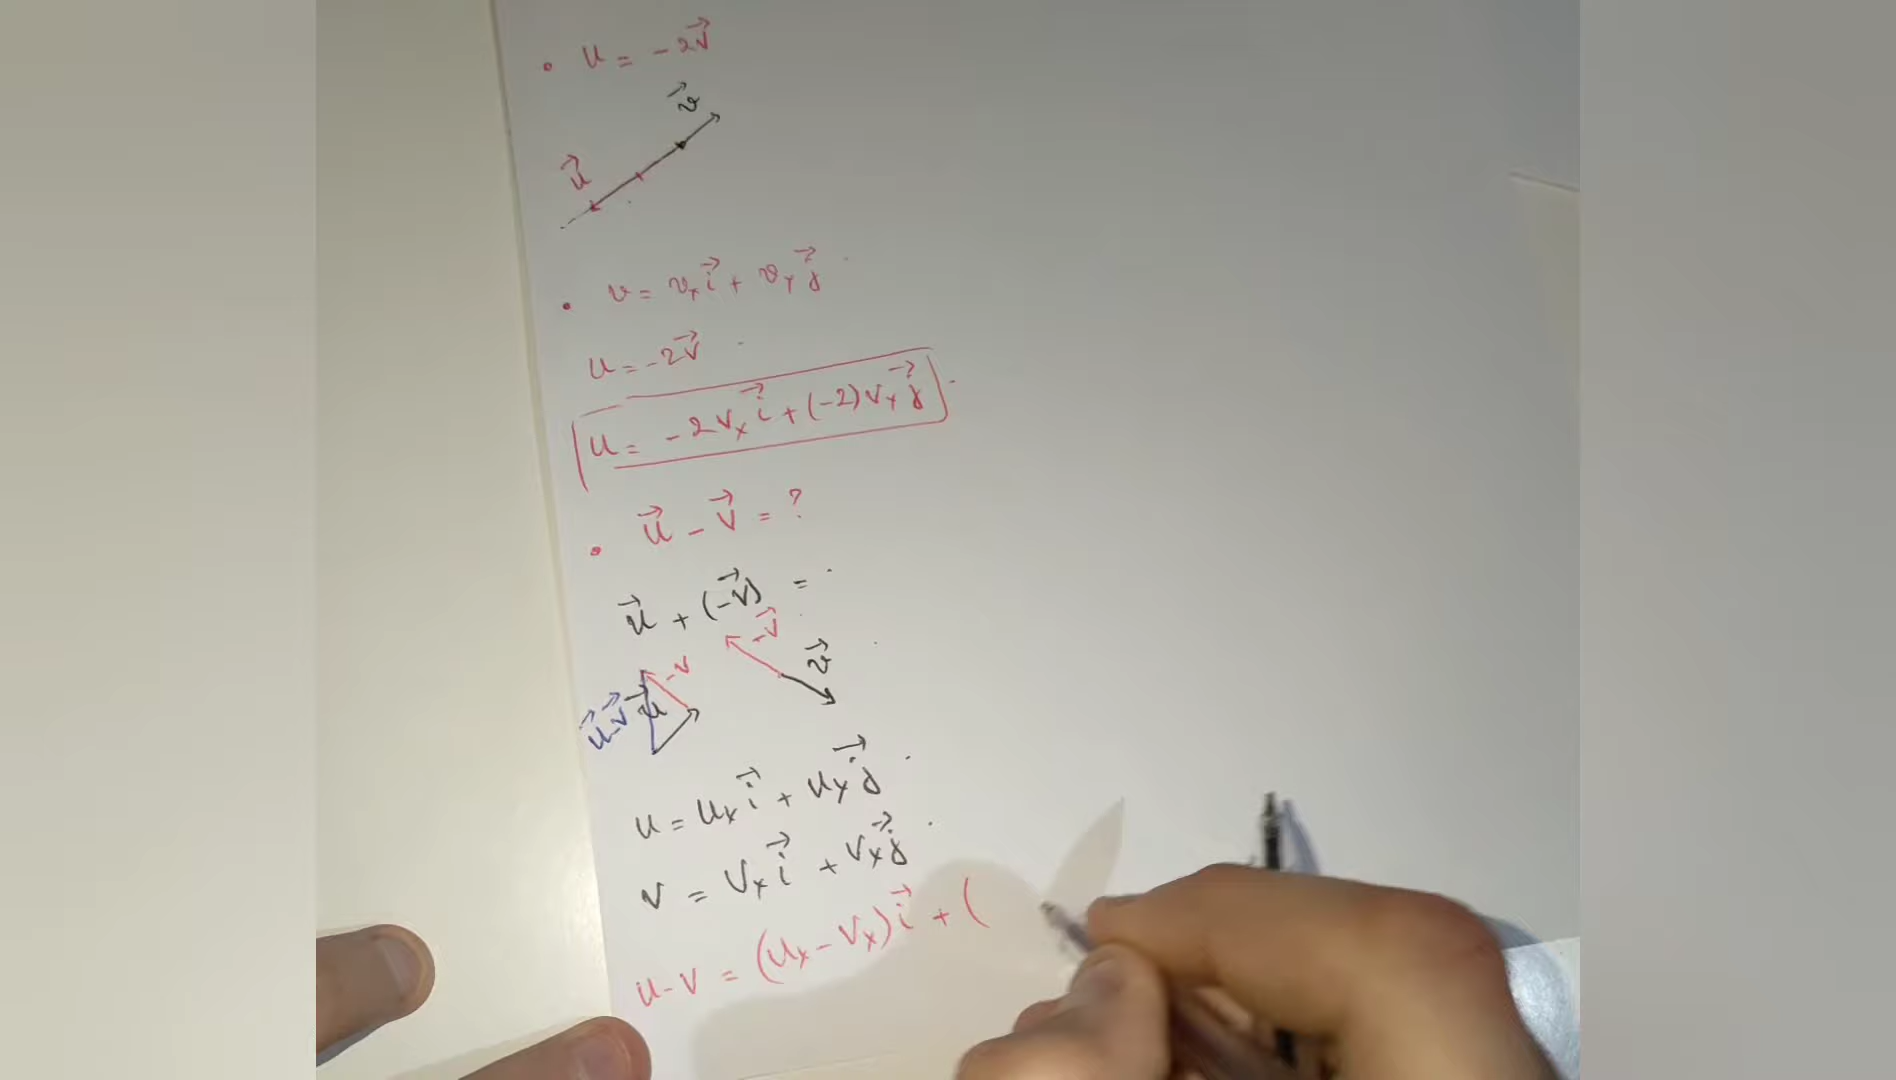 • u = -2v⃗
v⃗
u⃗
• v = vₓi⃗ + vᵧj⃗
u = -2v⃗
u = -2vₓi⃗ + (-2)vᵧj⃗
• u⃗ - v⃗ = ?
u⃗ + (-v⃗) =
-v⃗
v⃗
-v
u⃗
u⃗-v⃗
u = uₓi⃗ + uᵧj⃗
v = vₓi⃗ + vᵧj⃗
u-v = (uₓ-vₓ)i⃗ + (